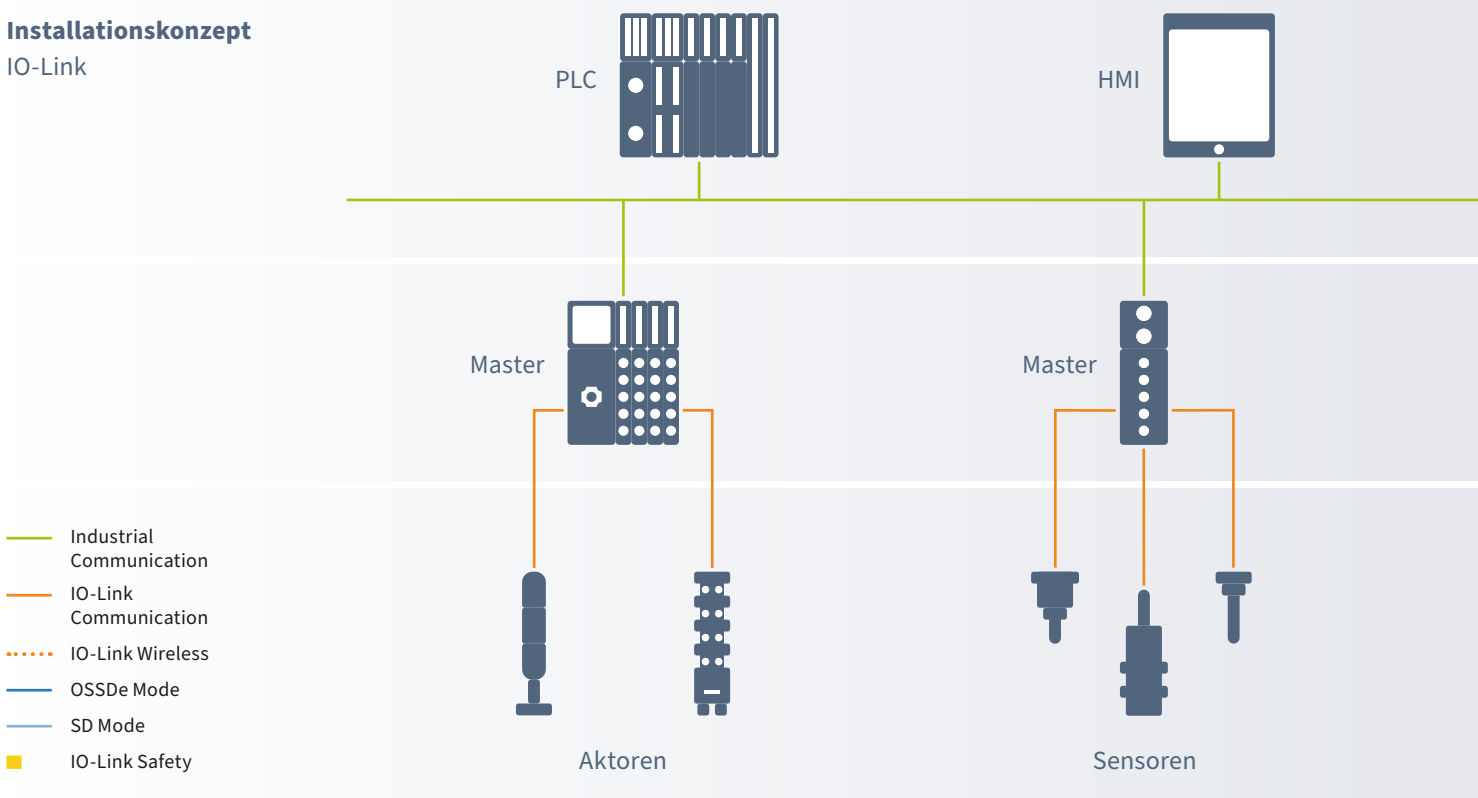 Installationskonzept
IO-Link
PLC
HMI
Master
Master
Industrial
Communication
IO-Link
Communication
IO-Link Wireless
OSSDe Mode
SD Mode
IO-Link Safety
Aktoren
Sensoren